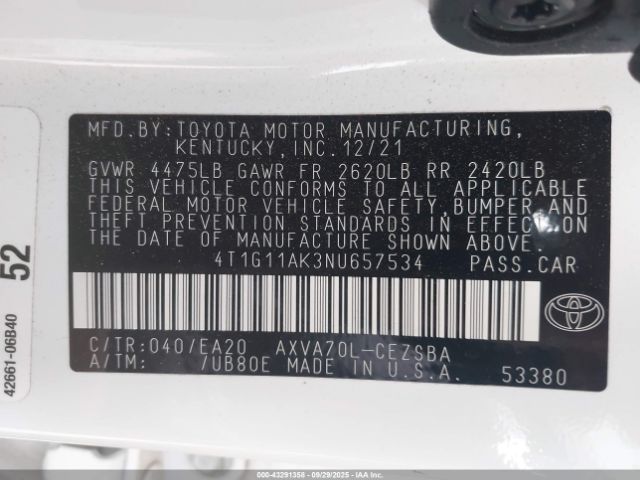 MFD.BY:TOYOTA MOTOR MANUFACTURING,
KENTUCKY, INC.12/21
GVWR 4475LB GAWR FR 2620LB RR 2420LB
THIS VEHICLE CONFORMS TO ALL APPLICABLE
FEDERAL MOTOR VEHICLE SAFETY,BUMPER,AND
THEFT PREVENTION STANDARDS IN EFFECT ON
THE DATE OF MANUFACTURE SHOWN ABOVE.
4T1G11AK3NU657534 PASS.CAR
C/TR:040/EA20 AXVA70L-CEZSBA
A/TM: /UB80E MADE IN U.S.A. 53380
42661-06B40 52
000-43291358 - 09/29/2025 - IAAI.COM